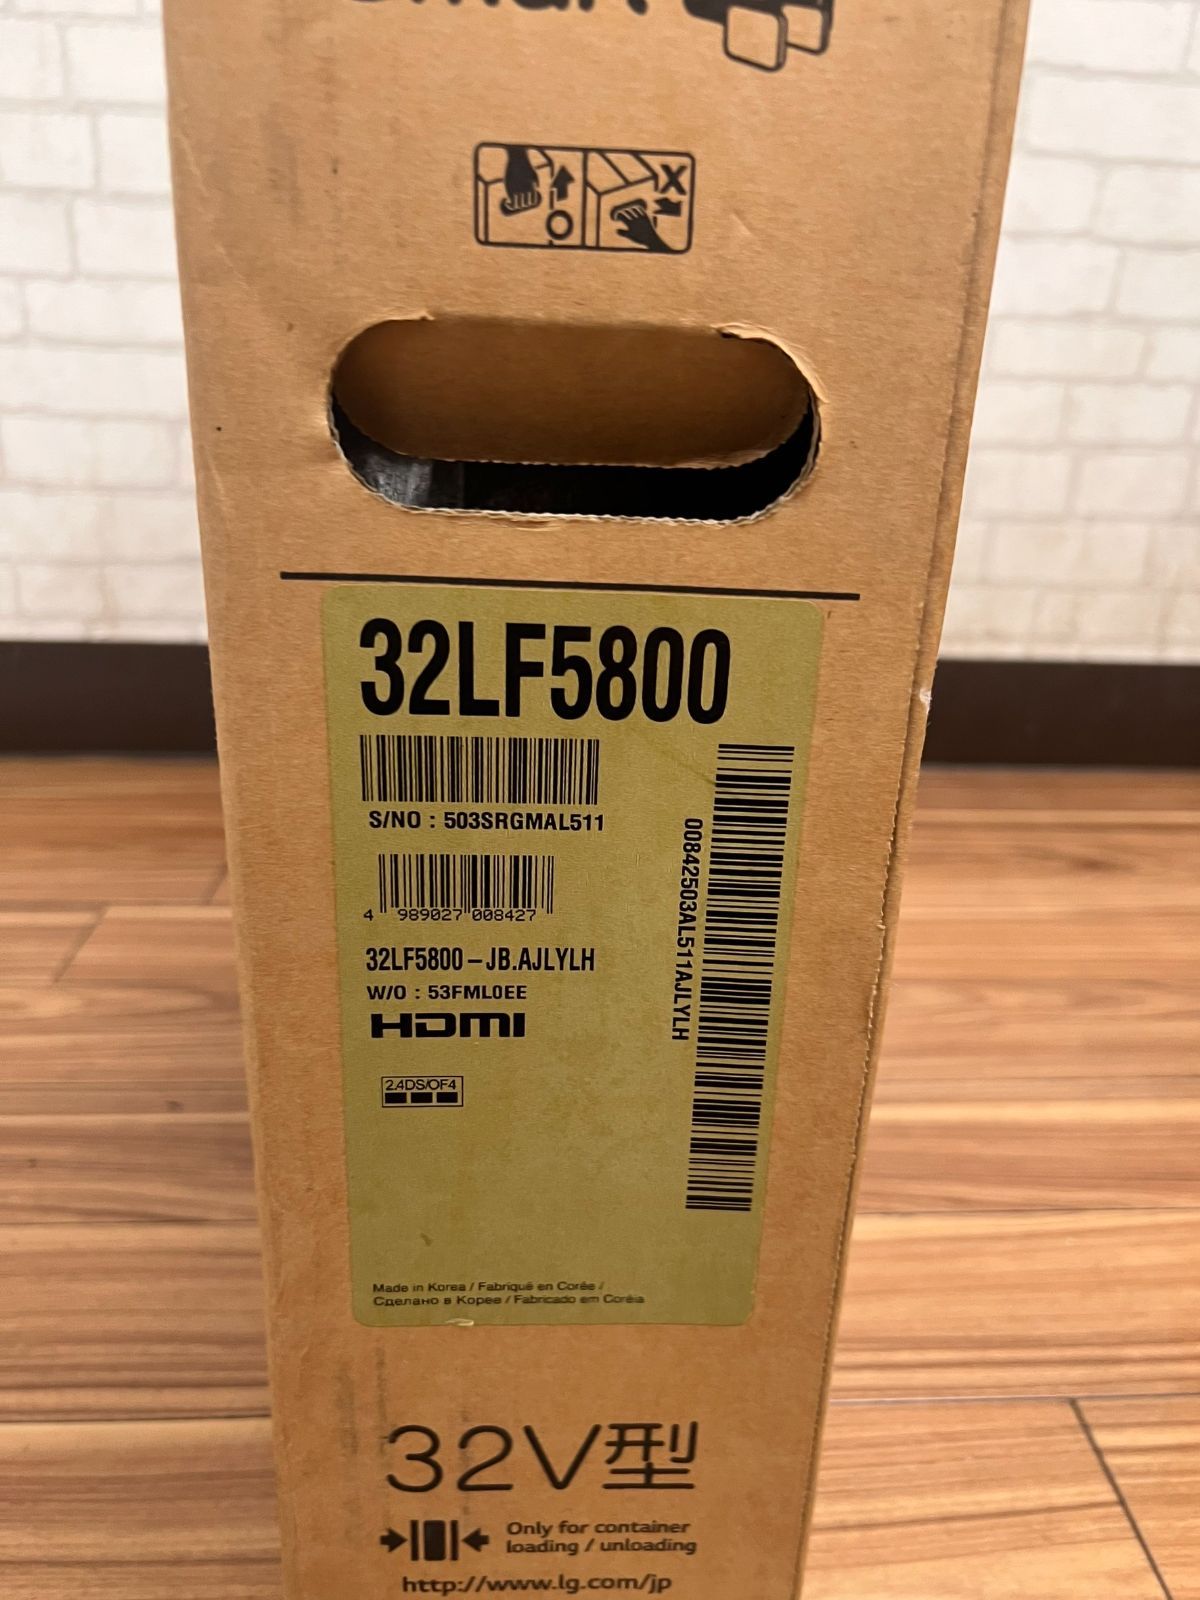 Smart
X
32LF5800
S/NO : 503SRGMAL511
4 989027 008427
32LF5800-JB.AJLYLH
W/O : 53FML0EE
HDMI
2.4DS/OF4
00842503AL511AJLYLH
Made in Korea / Fabriqué en Corée /
Сделано в Корее / Fabricado em Coréia
32V型
Only for container
loading / unloading
http://www.lg.com/jp